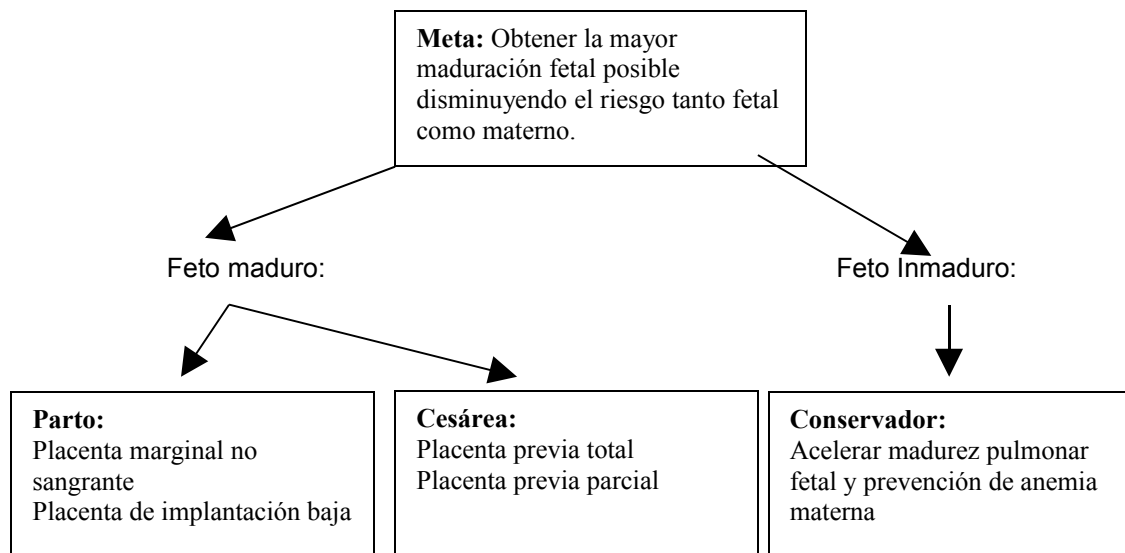 Meta: Obtener la mayor
maduración fetal posible
disminuyendo el riesgo tanto fetal
como materno.
Feto maduro:
Feto Inmaduro:
Parto:
Placenta marginal no
sangrante
Placenta de implantación baja
Cesárea:
Placenta previa total
Placenta previa parcial
Conservador:
Acelerar madurez pulmonar
fetal y prevención de anemia
materna